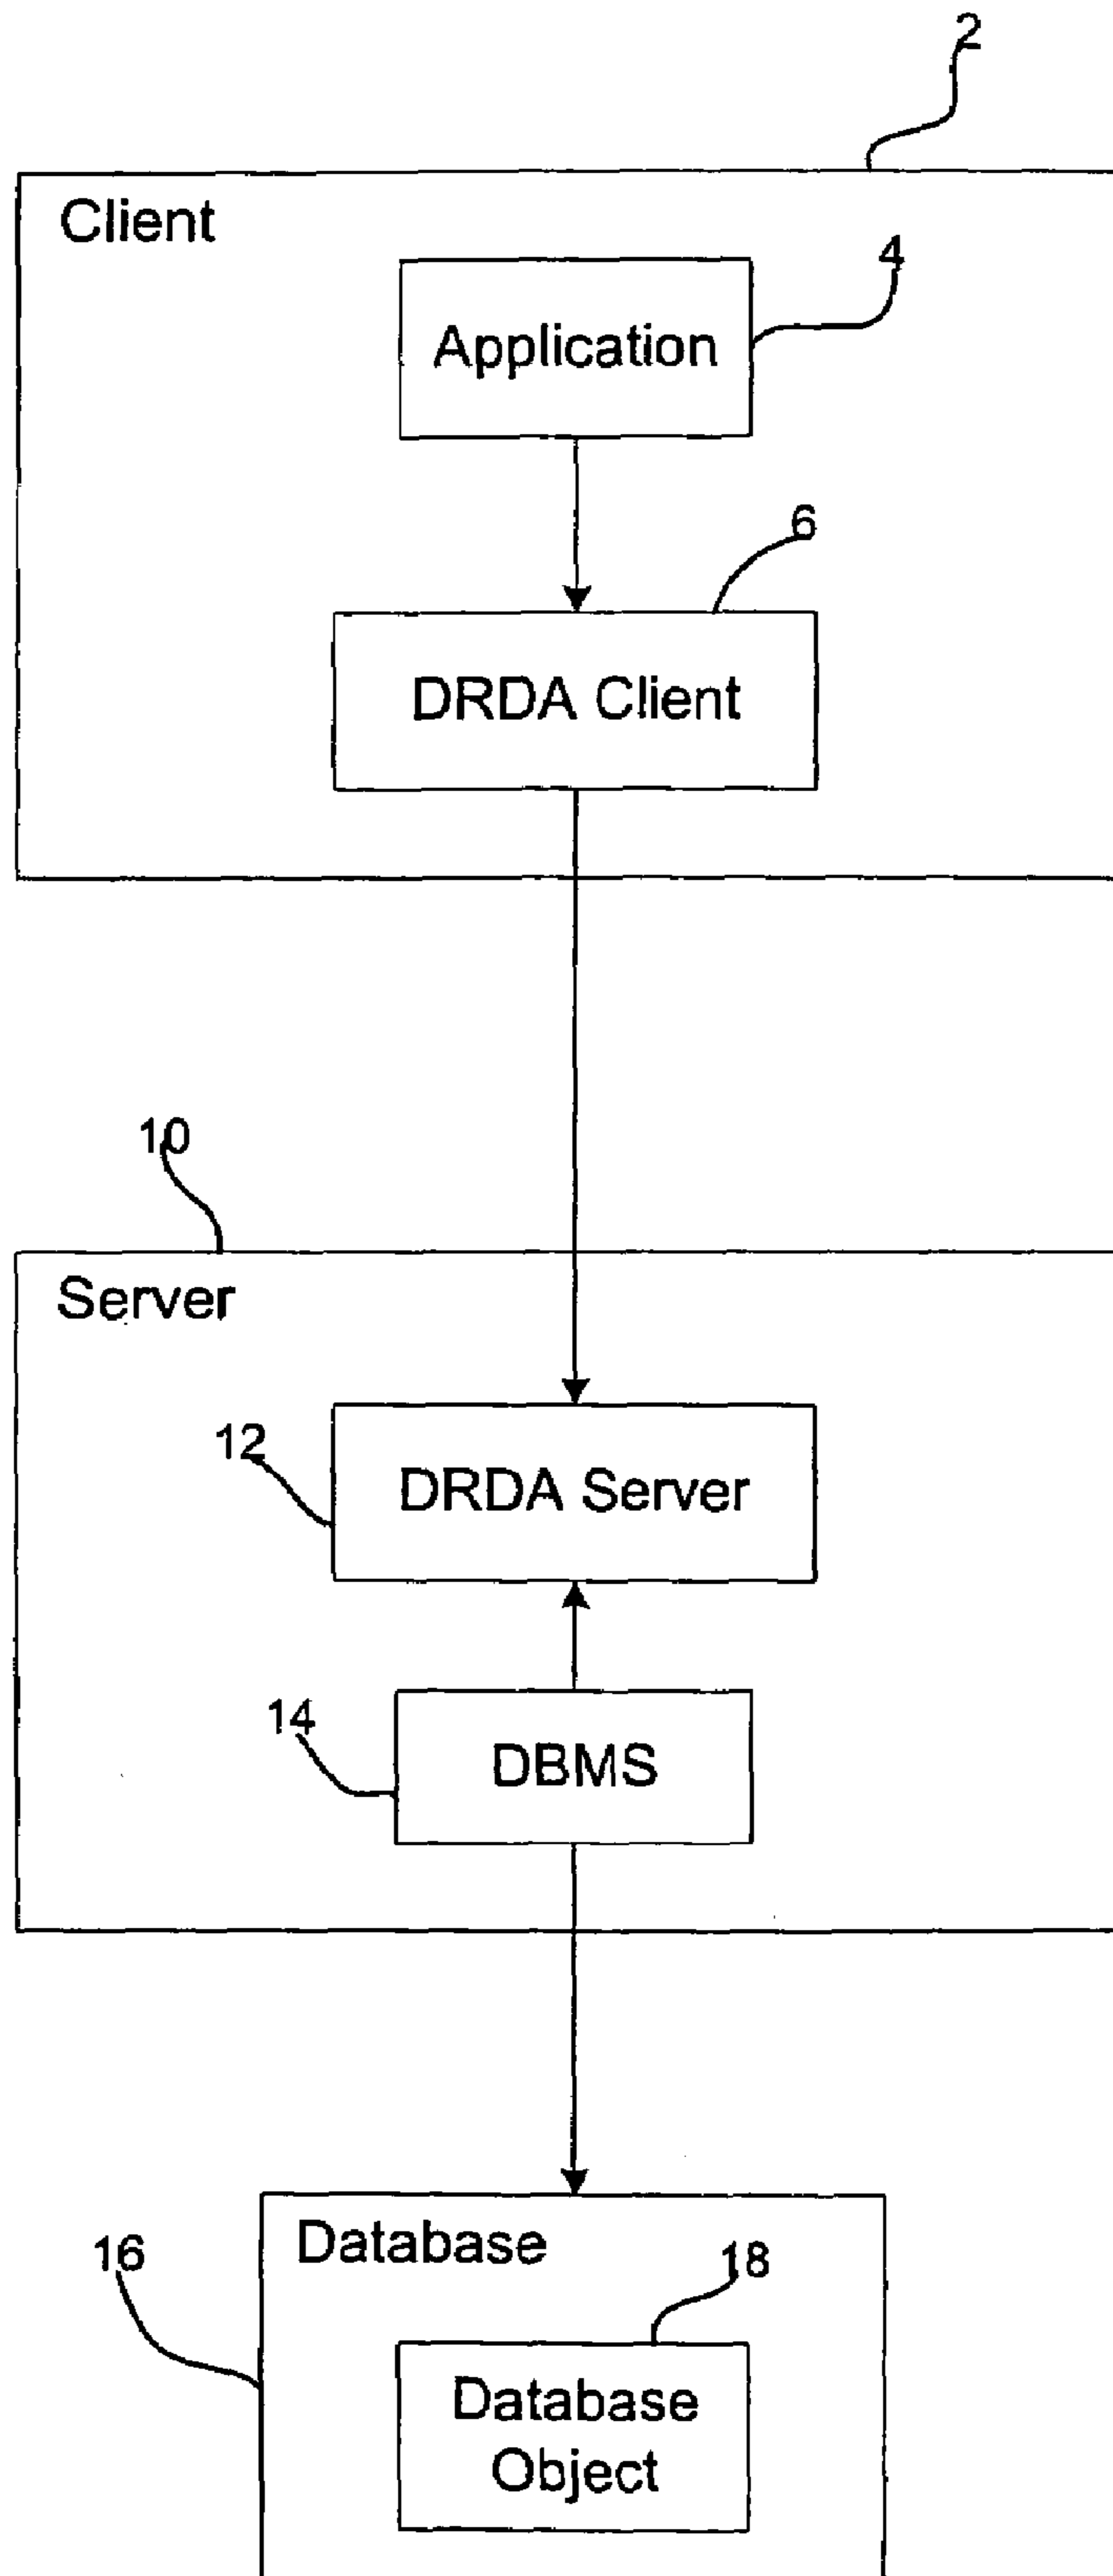 2
Client
4
Application
6
DRDA Client
10
Server
12
DRDA Server
14
DBMS
16
Database
18
Database
Object